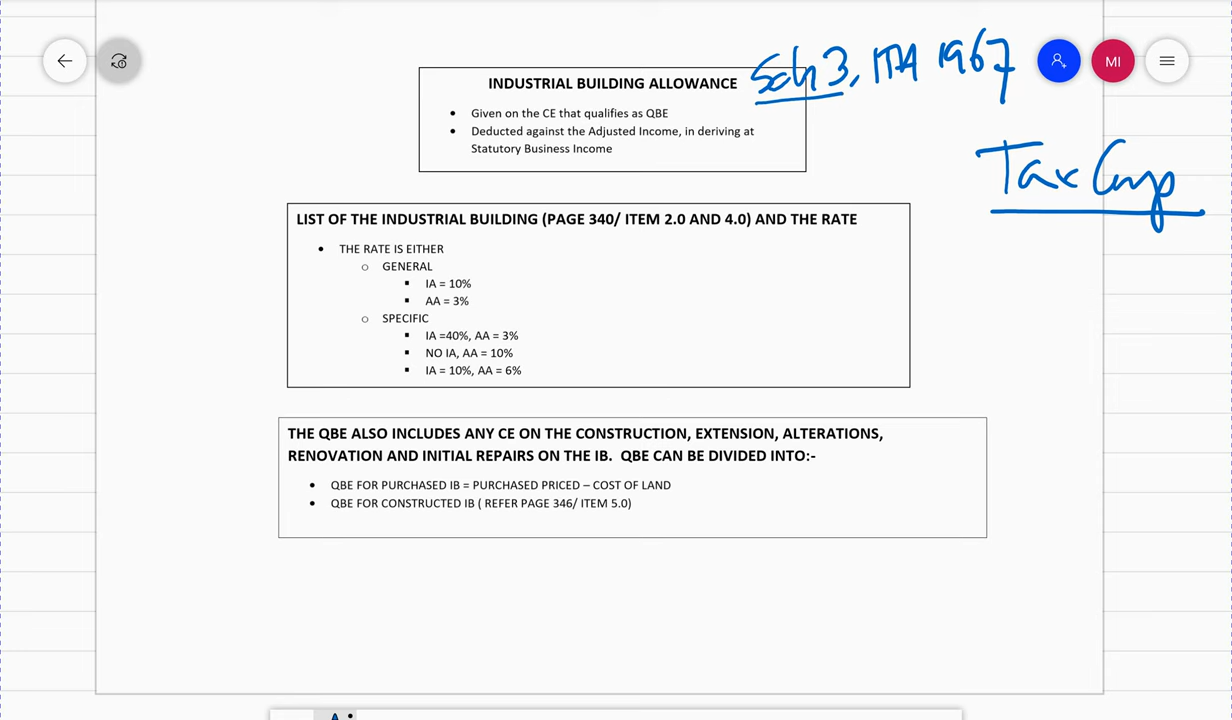 Sch 3, ITA 1967
MI
INDUSTRIAL BUILDING ALLOWANCE
• Given on the CE that qualifies as QBE
• Deducted against the Adjusted Income, in deriving at
Statutory Business Income
Tax Comp
LIST OF THE INDUSTRIAL BUILDING (PAGE 340/ ITEM 2.0 AND 4.0) AND THE RATE
• THE RATE IS EITHER
o GENERAL
▪ IA = 10%
▪ AA = 3%
o SPECIFIC
▪ IA =40%, AA = 3%
▪ NO IA, AA = 10%
▪ IA = 10%, AA = 6%
THE QBE ALSO INCLUDES ANY CE ON THE CONSTRUCTION, EXTENSION, ALTERATIONS,
RENOVATION AND INITIAL REPAIRS ON THE IB. QBE CAN BE DIVIDED INTO:-
• QBE FOR PURCHASED IB = PURCHASED PRICED – COST OF LAND
• QBE FOR CONSTRUCTED IB ( REFER PAGE 346/ ITEM 5.0)